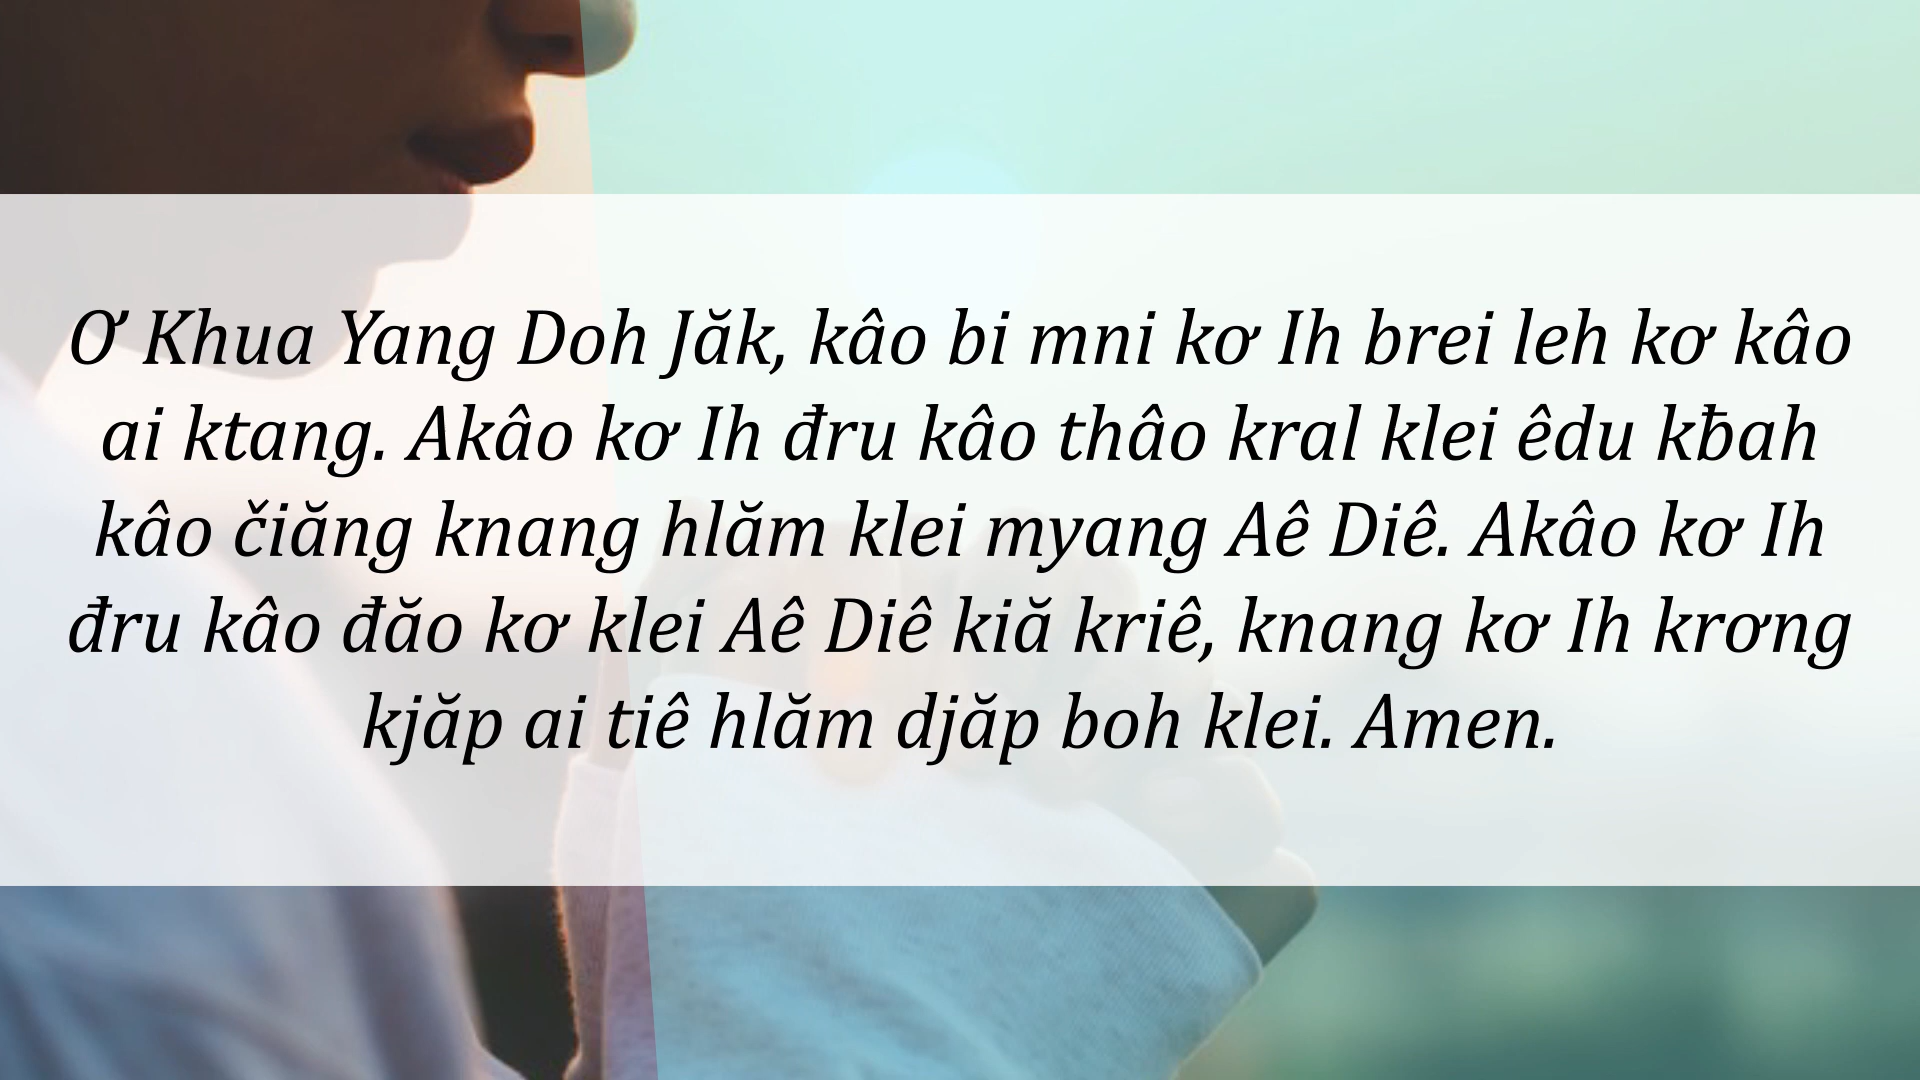 Ơ Khua Yang Doh Jăk, kâo bi mni kơ Ih brei leh kơ kâo
ai ktang. Akâo kơ Ih đru kâo thâo kral klei êdu kƀah
kâo čiăng knang hlăm klei myang Aê Diê. Akâo kơ Ih
đru kâo đăo kơ klei Aê Diê kiă kriê, knang kơ Ih krơng
kjăp ai tiê hlăm djăp boh klei. Amen.